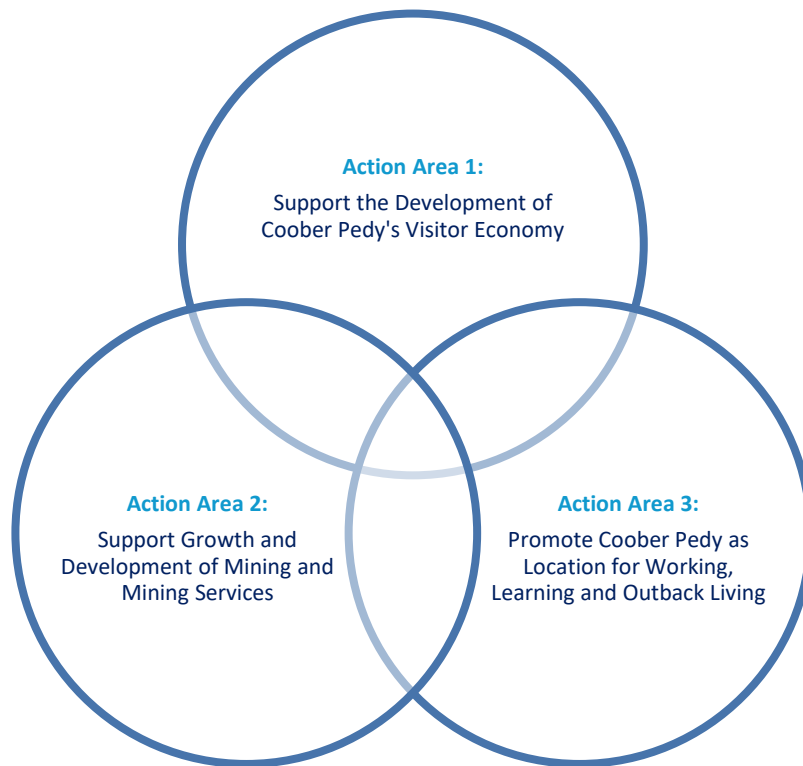 Action Area 1:
Support the Development of
Coober Pedy's Visitor Economy
Action Area 2:
Support Growth and
Development of Mining and
Mining Services
Action Area 3:
Promote Coober Pedy as
Location for Working,
Learning and Outback Living